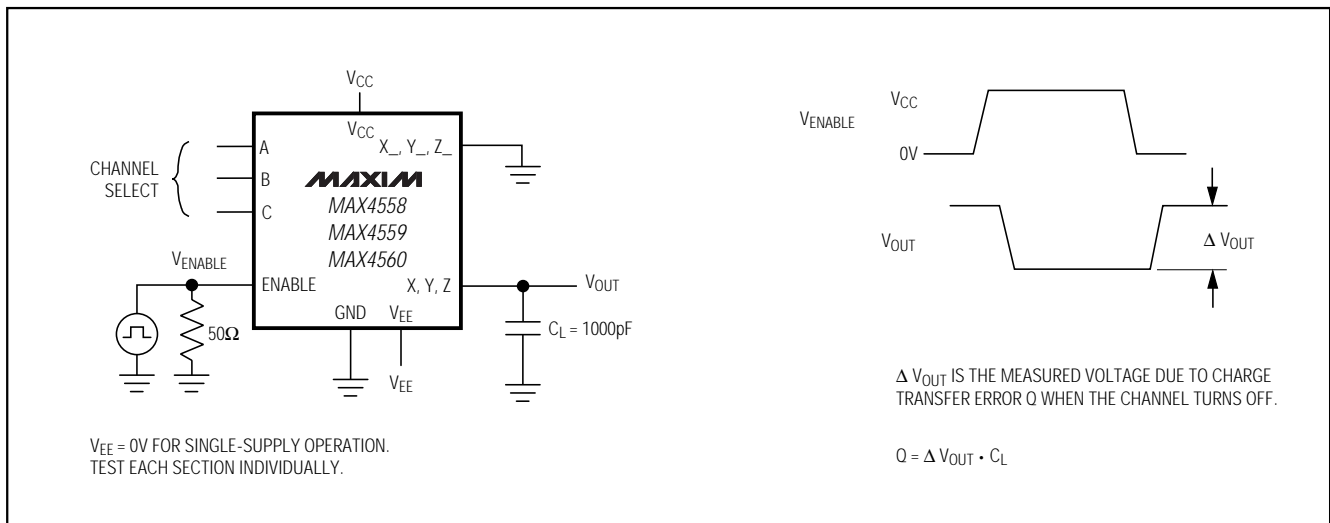 VCC
VCC
X_, Y_, Z_
A
CHANNEL
SELECT
B
C
MAXIM
MAX4558
MAX4559
MAX4560
VENABLE
ENABLE
X, Y, Z
VOUT
50Ω
GND
VEE
CL = 1000pF
VEE
VEE = 0V FOR SINGLE-SUPPLY OPERATION.
TEST EACH SECTION INDIVIDUALLY.
VENABLE
VCC
0V
VOUT
Δ VOUT
Δ VOUT IS THE MEASURED VOLTAGE DUE TO CHARGE
TRANSFER ERROR Q WHEN THE CHANNEL TURNS OFF.
Q = Δ VOUT • CL